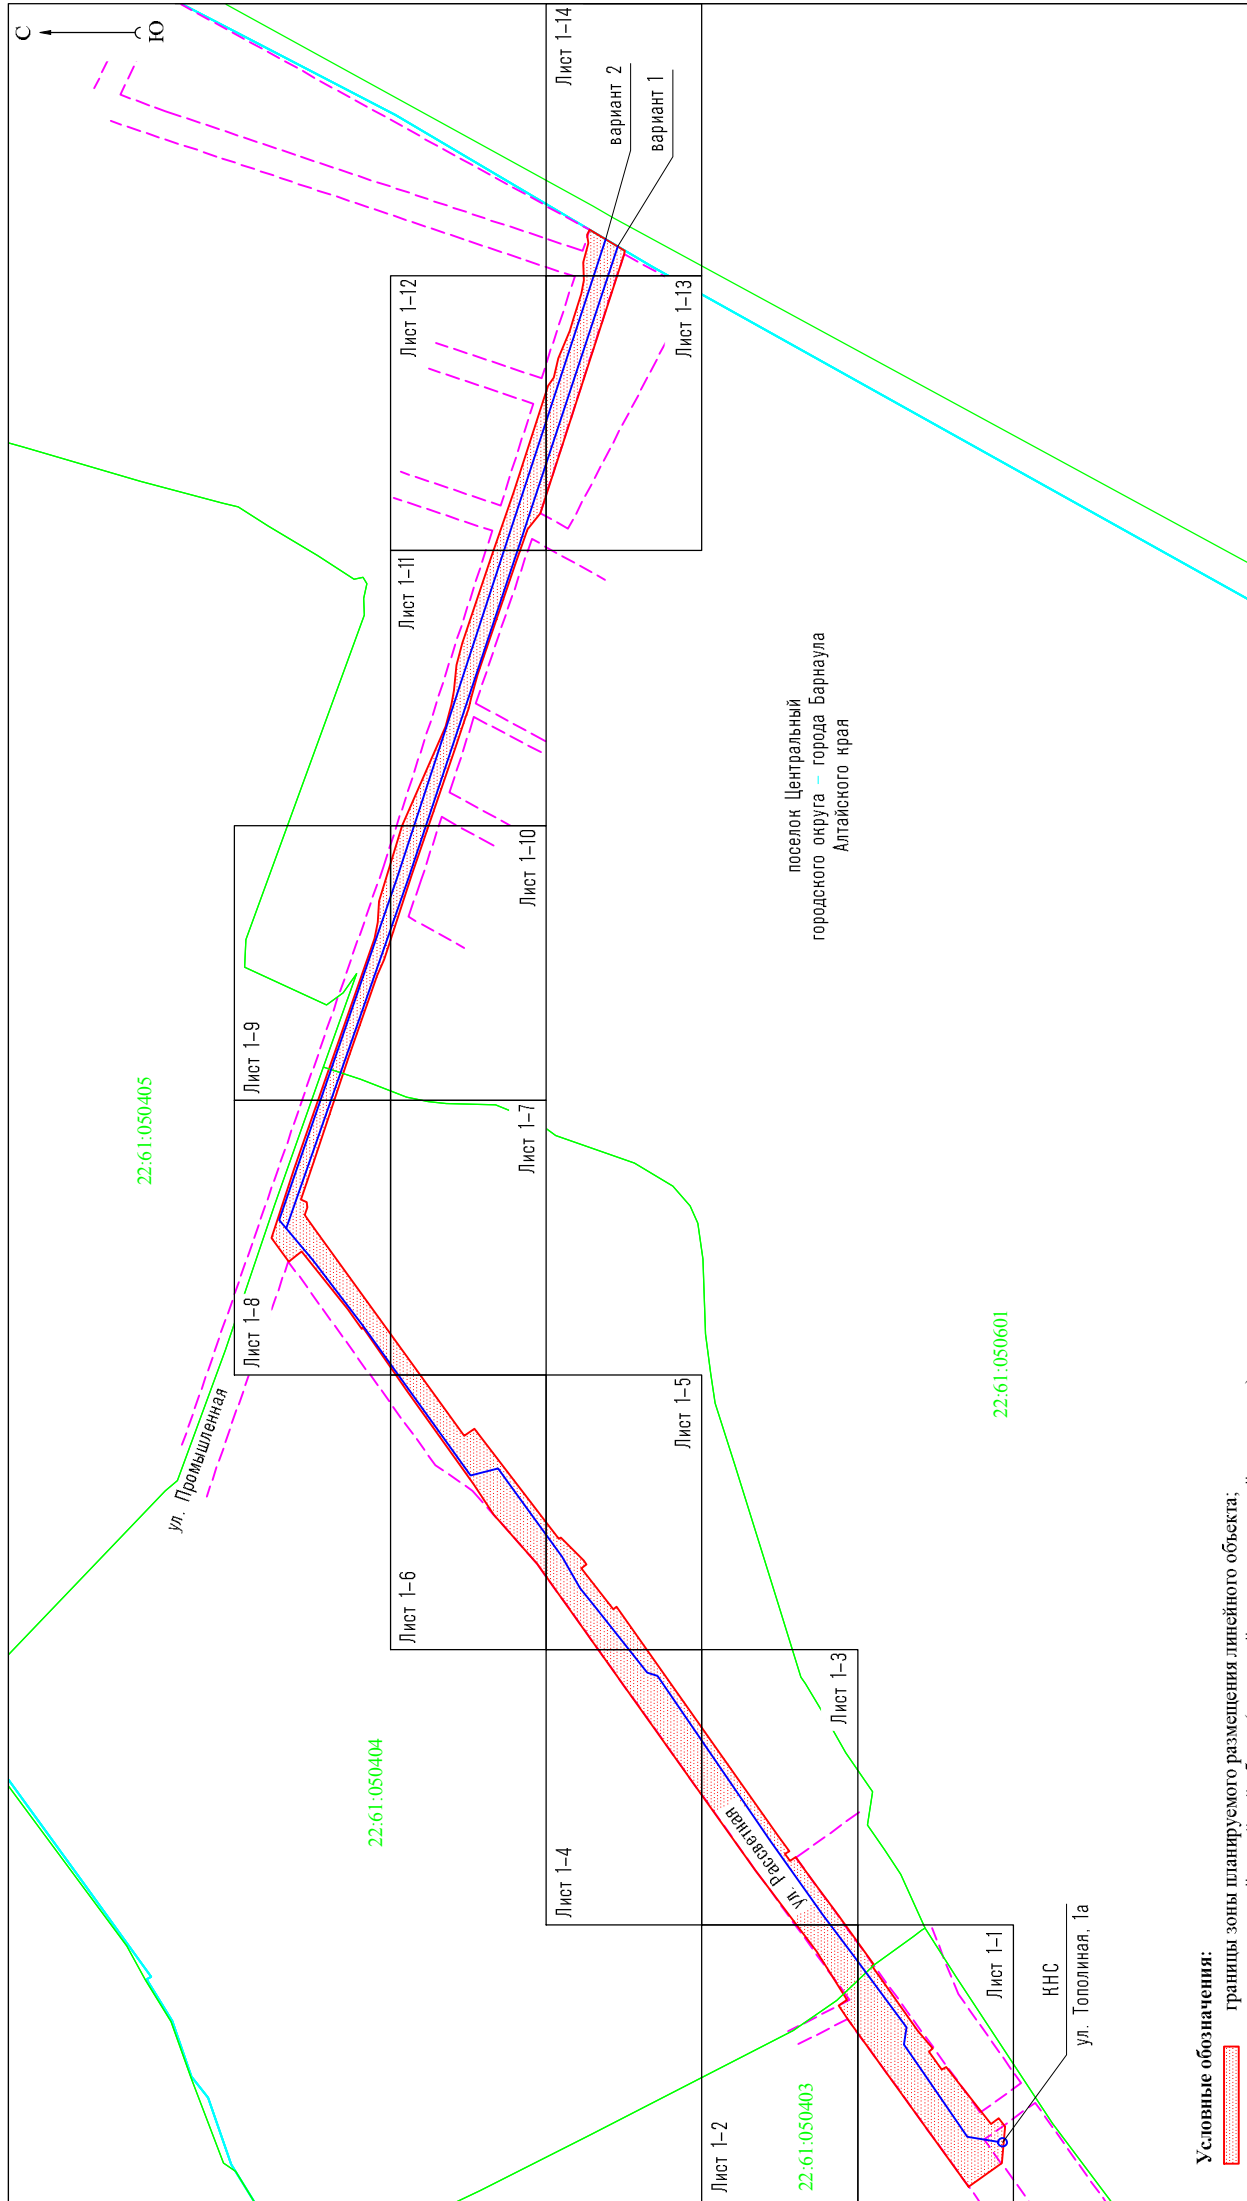 С
Ю
Лист 1-14
вариант 2
вариант 1
Лист 1-12
Лист 1-13
Лист 1-11
Лист 1-10
Лист 1-9
Лист 1-7
Лист 1-8
22:61:050405
ул. Промышленная
поселок Центральный
городского округа - города Барнаула
Алтайского края
Лист 1-5
Лист 1-6
22:61:050601
22:61:050404
Лист 1-3
Лист 1-4
ул. Рассветная
Лист 1-1
Лист 1-2
22:61:050403
КНС
ул. Тополиная, 1а
Условные обозначения:
границы зоны планируемого размещения линейного объекта;